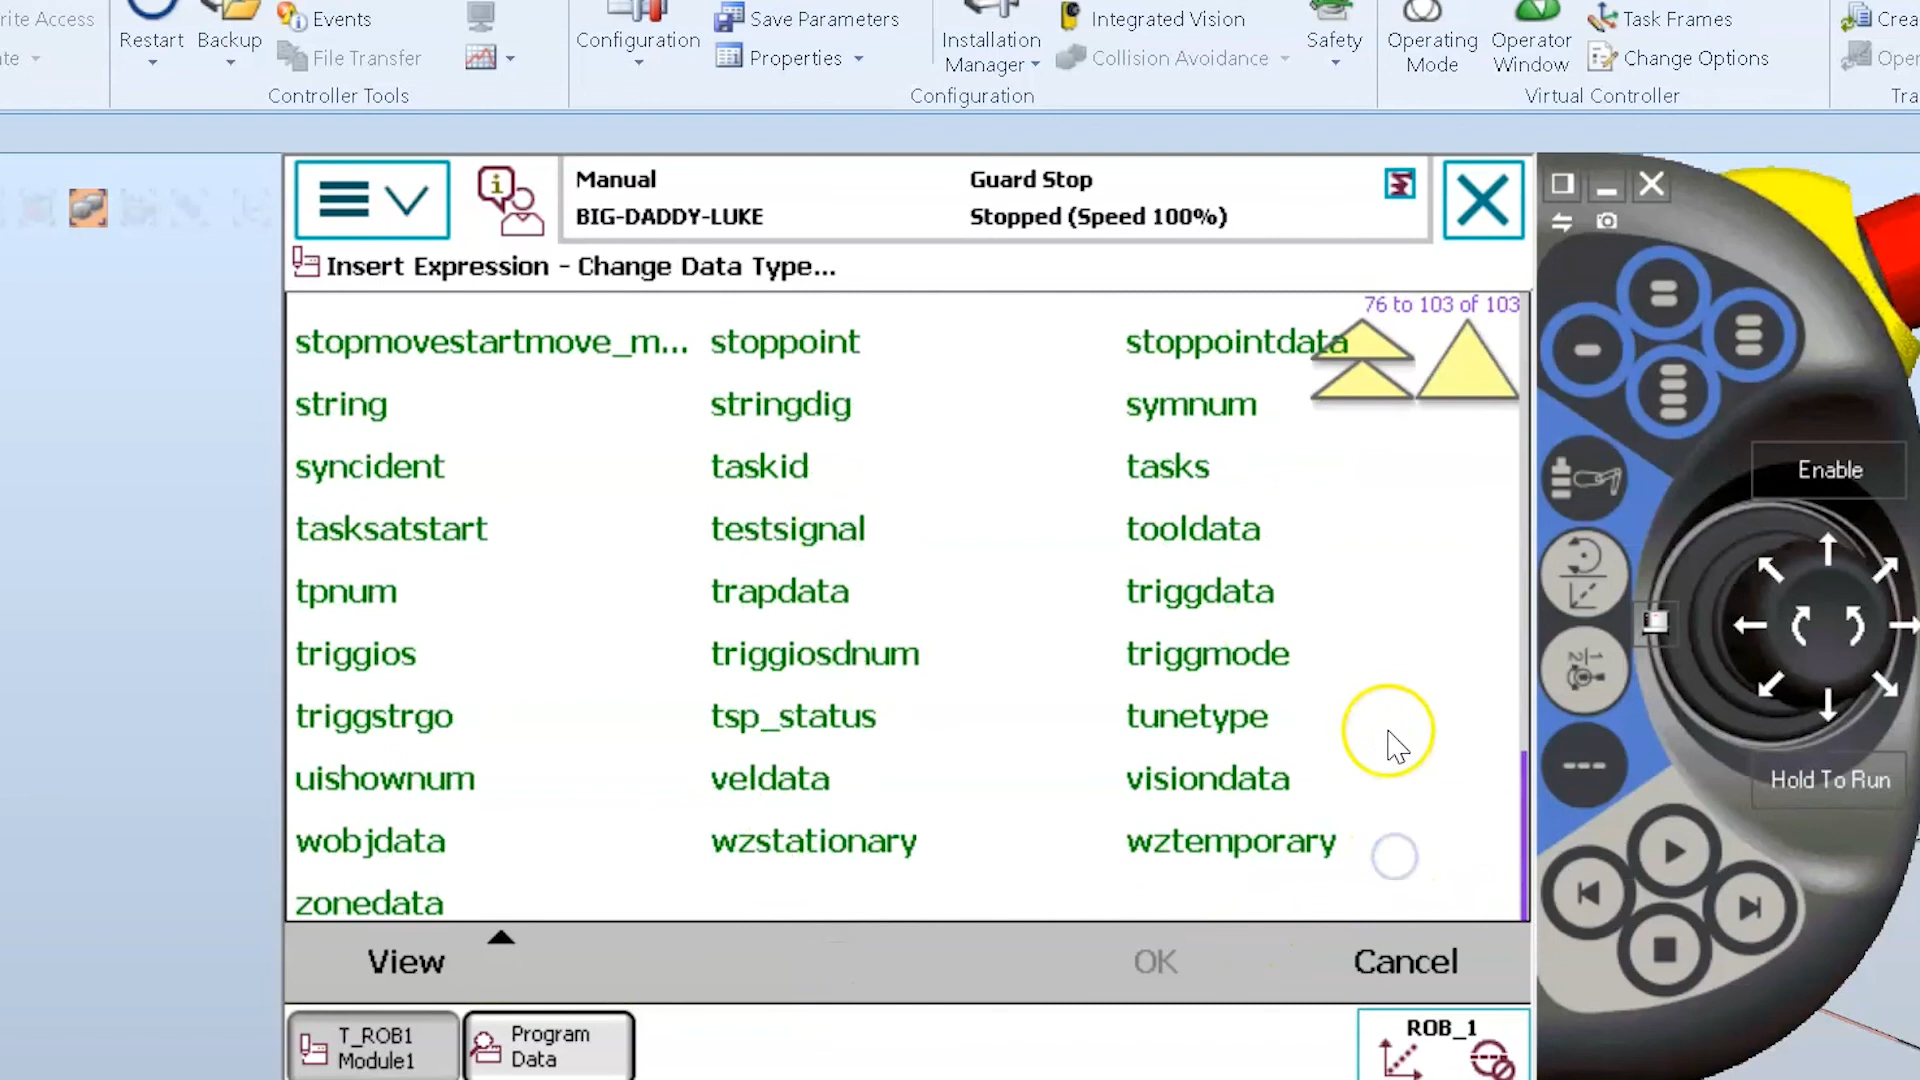 rite Access
te
Restart
Backup
Events
File Transfer
Controller Tools
Configuration
Save Parameters
Properties
Installation
Manager
Integrated Vision
Collision Avoidance
Configuration
Safety
Operating
Mode
Operator
Window
Task Frames
Change Options
Virtual Controller
Crea
Oper
Tra
Manual
BIG-DADDY-LUKE
Guard Stop
Stopped (Speed 100%)
Insert Expression - Change Data Type...
76 to 103 of 103
stopmovestartmove_m... stoppoint stoppointdata
string stringdig symnum
syncident taskid tasks
tasksatstart testsignal tooldata
tpnum trapdata triggdata
triggios triggiosdnum triggmode
triggstrgo tsp_status tunetype
uishownum veldata visiondata
wobjdata wzstationary wztemporary
zonedata
View OK Cancel
T_ROB1
Module1
Program
Data
ROB_1
Enable
Hold To Run